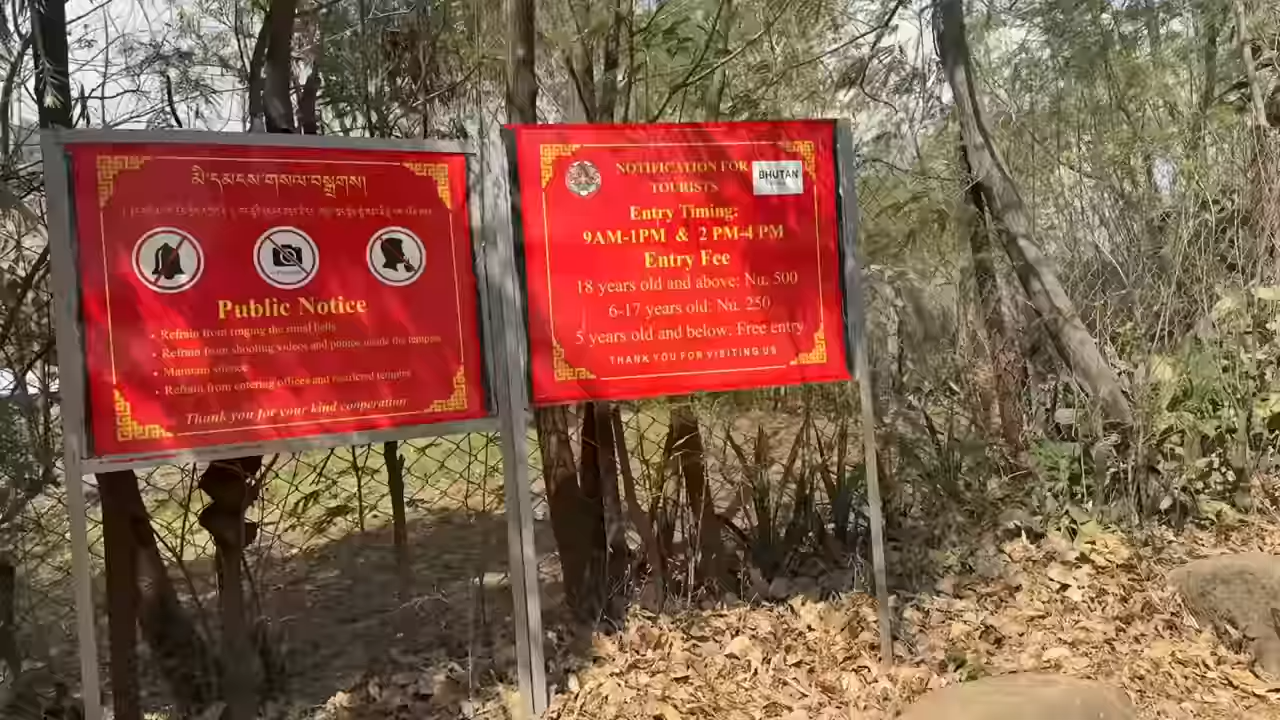 མི་དམངས་གསལ་བསྒྲགས།
Public Notice
• Refrain from ringing the small bells
• Refrain from shooting videos and photos inside the temples
• Maintain silence
• Refrain from entering offices and restricted temples
Thank you for your kind cooperation
NOTIFICATION FOR
TOURISTS
BHUTAN
Entry Timing:
9AM-1PM & 2 PM-4 PM
Entry Fee
18 years old and above: Nu. 500
6-17 years old: Nu. 250
5 years old and below: Free entry
THANK YOU FOR VISITING US